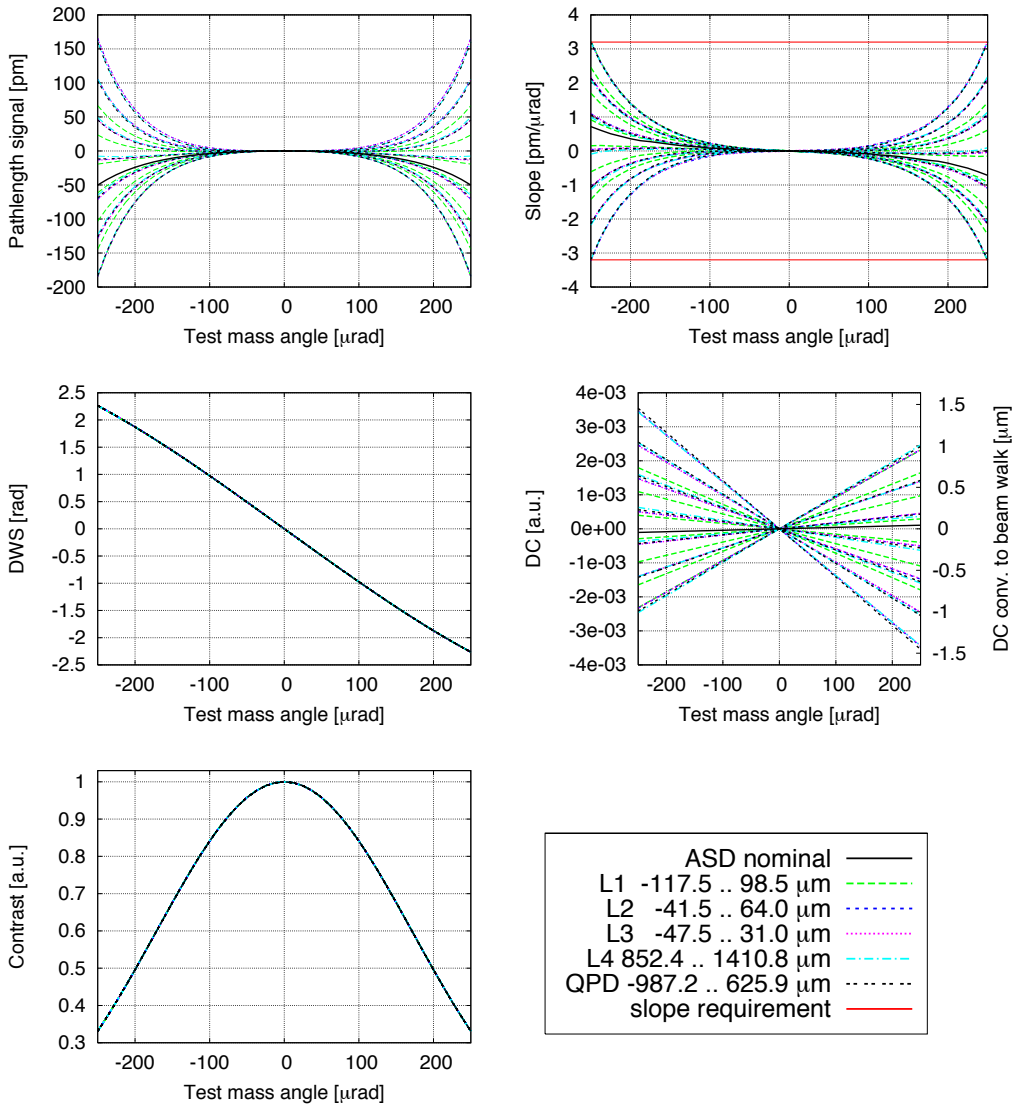 200
150
100
50
0
-50
-100
-150
-200
Pathlength signal [pm]
-200 -100 0 100 200
Test mass angle [μrad]
4
3
2
1
0
-1
-2
-3
-4
Slope [pm/μrad]
-200 -100 0 100 200
Test mass angle [μrad]
2.5
2
1.5
1
0.5
0
-0.5
-1
-1.5
-2
-2.5
DWS [rad]
-200 -100 0 100 200
Test mass angle [μrad]
4e-03
3e-03
2e-03
1e-03
0e+00
-1e-03
-2e-03
-3e-03
-4e-03
DC [a.u.]
1.5
1
0.5
0
-0.5
-1
-1.5
DC conv. to beam walk [μm]
-200 -100 0 100 200
Test mass angle [μrad]
1
0.9
0.8
0.7
0.6
0.5
0.4
0.3
Contrast [a.u.]
-200 -100 0 100 200
Test mass angle [μrad]
ASD nominal
L1 -117.5 .. 98.5 μm
L2 -41.5 .. 64.0 μm
L3 -47.5 .. 31.0 μm
L4 852.4 .. 1410.8 μm
QPD -987.2 .. 625.9 μm
slope requirement